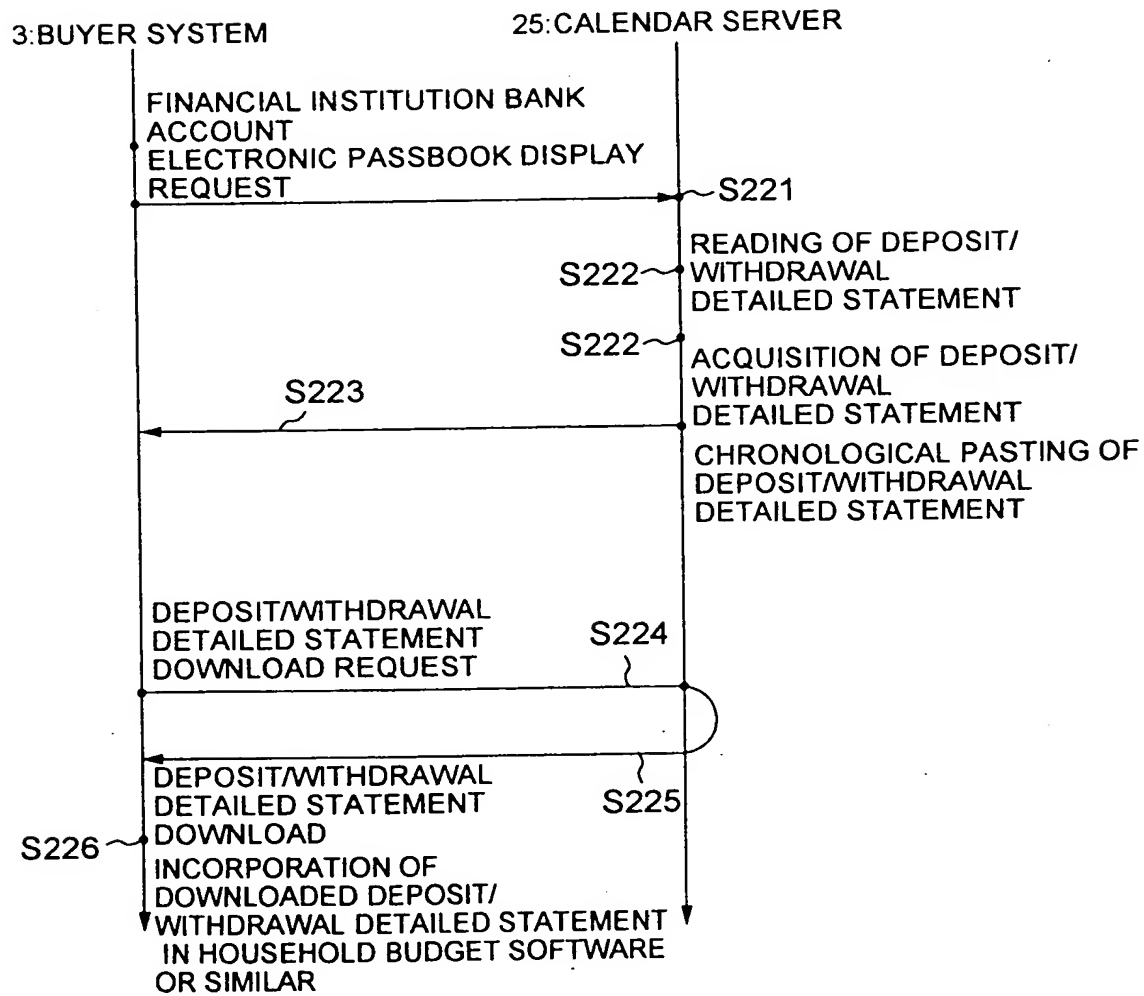 3:BUYER SYSTEM
25:CALENDAR SERVER
FINANCIAL INSTITUTION BANK
ACCOUNT
ELECTRONIC PASSBOOK DISPLAY
REQUEST
S221
READING OF DEPOSIT/
WITHDRAWAL
DETAILED STATEMENT
S222
S222
ACQUISITION OF DEPOSIT/
WITHDRAWAL
DETAILED STATEMENT
S223
CHRONOLOGICAL PASTING OF
DEPOSIT/WITHDRAWAL
DETAILED STATEMENT
DEPOSIT/WITHDRAWAL
DETAILED STATEMENT
DOWNLOAD REQUEST
S224
DEPOSIT/WITHDRAWAL
DETAILED STATEMENT
DOWNLOAD
S225
S226
INCORPORATION OF
DOWNLOADED DEPOSIT/
WITHDRAWAL DETAILED STATEMENT
IN HOUSEHOLD BUDGET SOFTWARE
OR SIMILAR